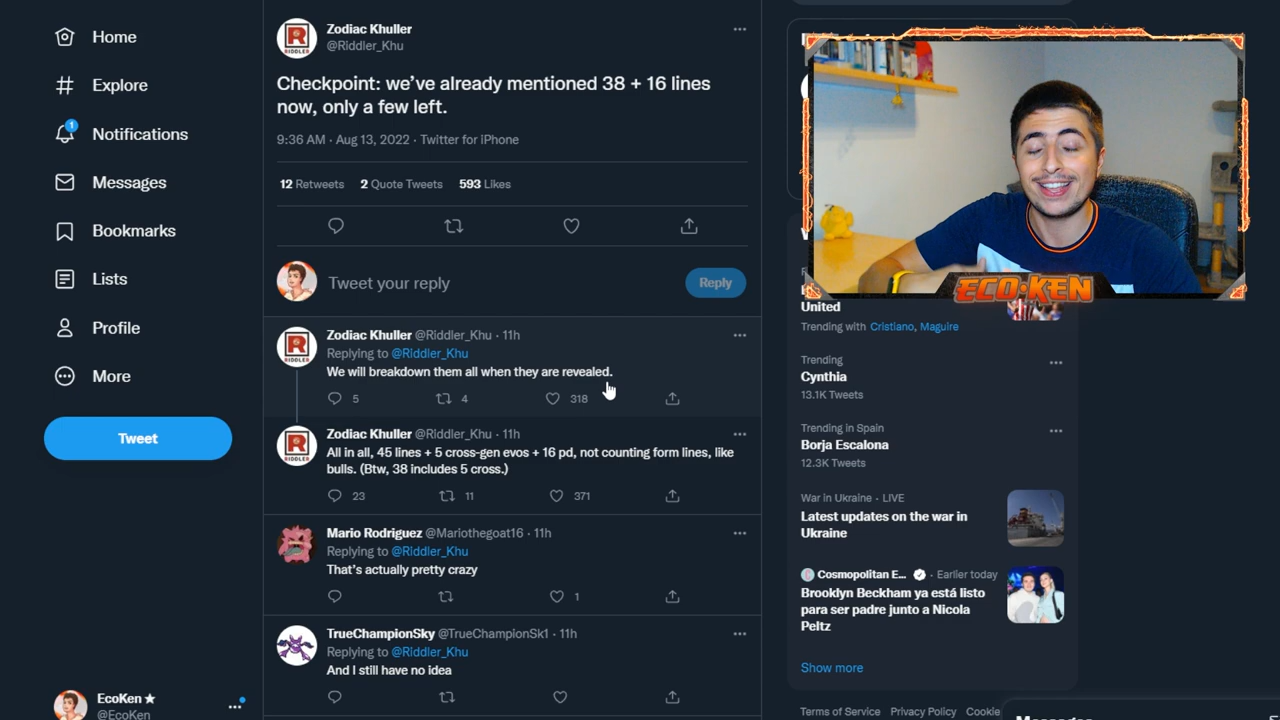 Home
Explore
1
Notifications
Messages
Bookmarks
Lists
Profile
More
Tweet
EcoKen ★
@EcoKen
RIDDLER
Zodiac Khuller
@Riddler_Khu
Checkpoint: we’ve already mentioned 38 + 16 lines
now, only a few left.
9:36 AM · Aug 13, 2022 · Twitter for iPhone
12 Retweets 2 Quote Tweets 593 Likes
Tweet your reply
Reply
RIDDLER
Zodiac Khuller @Riddler_Khu · 11h
Replying to @Riddler_Khu
We will breakdown them all when they are revealed.
5 4 318
RIDDLER
Zodiac Khuller @Riddler_Khu · 11h
All in all, 45 lines + 5 cross-gen evos + 16 pd, not counting form lines, like
bulls. (Btw, 38 includes 5 cross.)
23 11 371
Mario Rodriguez @Mariothegoat16 · 11h
Replying to @Riddler_Khu
That's actually pretty crazy
1
TrueChampionSky @TrueChampionSk1 · 11h
Replying to @Riddler_Khu
And I still have no idea
ECO·KEN
United
Trending with Cristiano, Maguire
Trending
Cynthia
13.1K Tweets
Trending in Spain
Borja Escalona
12.3K Tweets
War in Ukraine · LIVE
Latest updates on the war in
Ukraine
Cosmopolitan E... · Earlier today
Brooklyn Beckham ya está listo
para ser padre junto a Nicola
Peltz
Show more
Terms of Service Privacy Policy Cookie
Messages